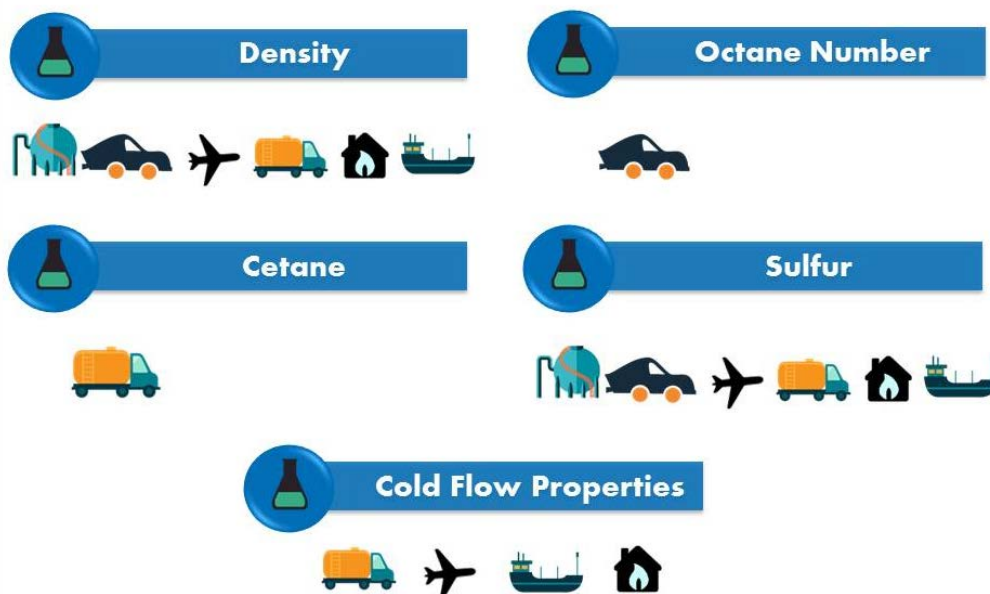 Density
Octane Number
Cetane
Sulfur
Cold Flow Properties